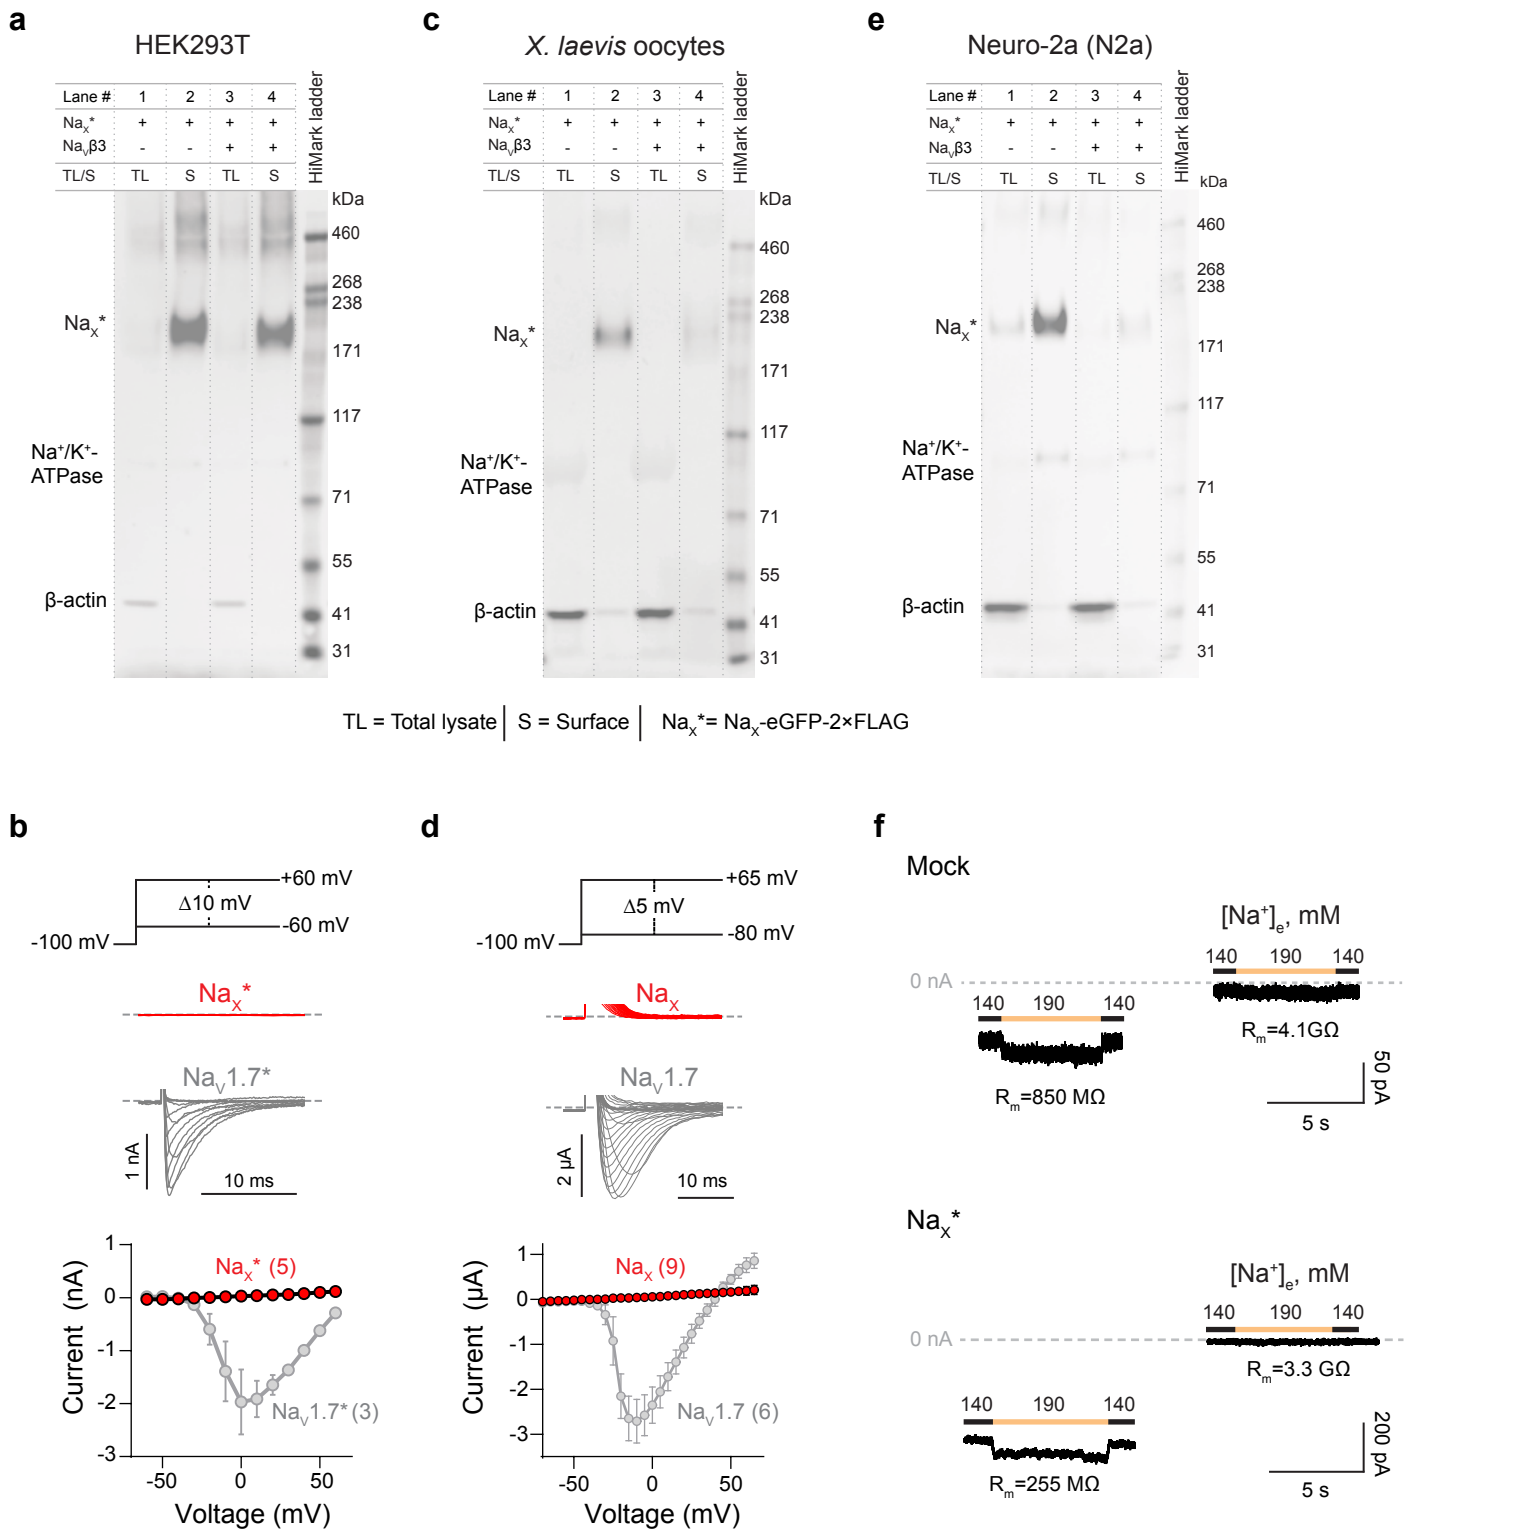 a
HEK293T
Lane # 1 2 3 4
Naₓ* + + + +
NaᵥΒ3 - - + +
TL/S TL S TL S
HiMark ladder
kDa
460
268
238
Naₓ*
171
117
Na⁺/K⁺-
ATPase
71
55
β-actin
41
31
c
X. laevis oocytes
Lane # 1 2 3 4
Naₓ* + + + +
Naᵥβ3 - - + +
TL/S TL S TL S
HiMark ladder
kDa
460
268
238
Naₓ*
171
117
Na⁺/K⁺-
ATPase
71
55
β-actin
41
31
e
Neuro-2a (N2a)
Lane # 1 2 3 4
Naₓ* + + + +
Naᵥβ3 - - + +
TL/S TL S TL S
HiMark ladder
kDa
460
268
238
Naₓ*
171
117
Na⁺/K⁺-
ATPase
71
55
β-actin
41
31
TL = Total lysate | S = Surface | Naₓ*= Naₓ-eGFP-2×FLAG
b
+60 mV
Δ10 mV
-60 mV
-100 mV
Naₓ*
Naᵥ1.7*
1 nA
10 ms
Current (nA)
1
0
-1
-2
-3
Naₓ* (5)
Naᵥ1.7* (3)
-50 0 50
Voltage (mV)
d
+65 mV
Δ5 mV
-80 mV
-100 mV
Naₓ
Naᵥ1.7
2 µA
10 ms
Current (µA)
1
0
-1
-2
-3
Naₓ (9)
Naᵥ1.7 (6)
-50 0 50
Voltage (mV)
f
Mock
[Na⁺]ₑ, mM
140 190 140
0 nA
140 190 140
Rₘ=4.1GΩ
Rₘ=850 MΩ
50 pA
5 s
Naₓ*
[Na⁺]ₑ, mM
140 190 140
0 nA
Rₘ=3.3 GΩ
140 190 140
Rₘ=255 MΩ
200 pA
5 s